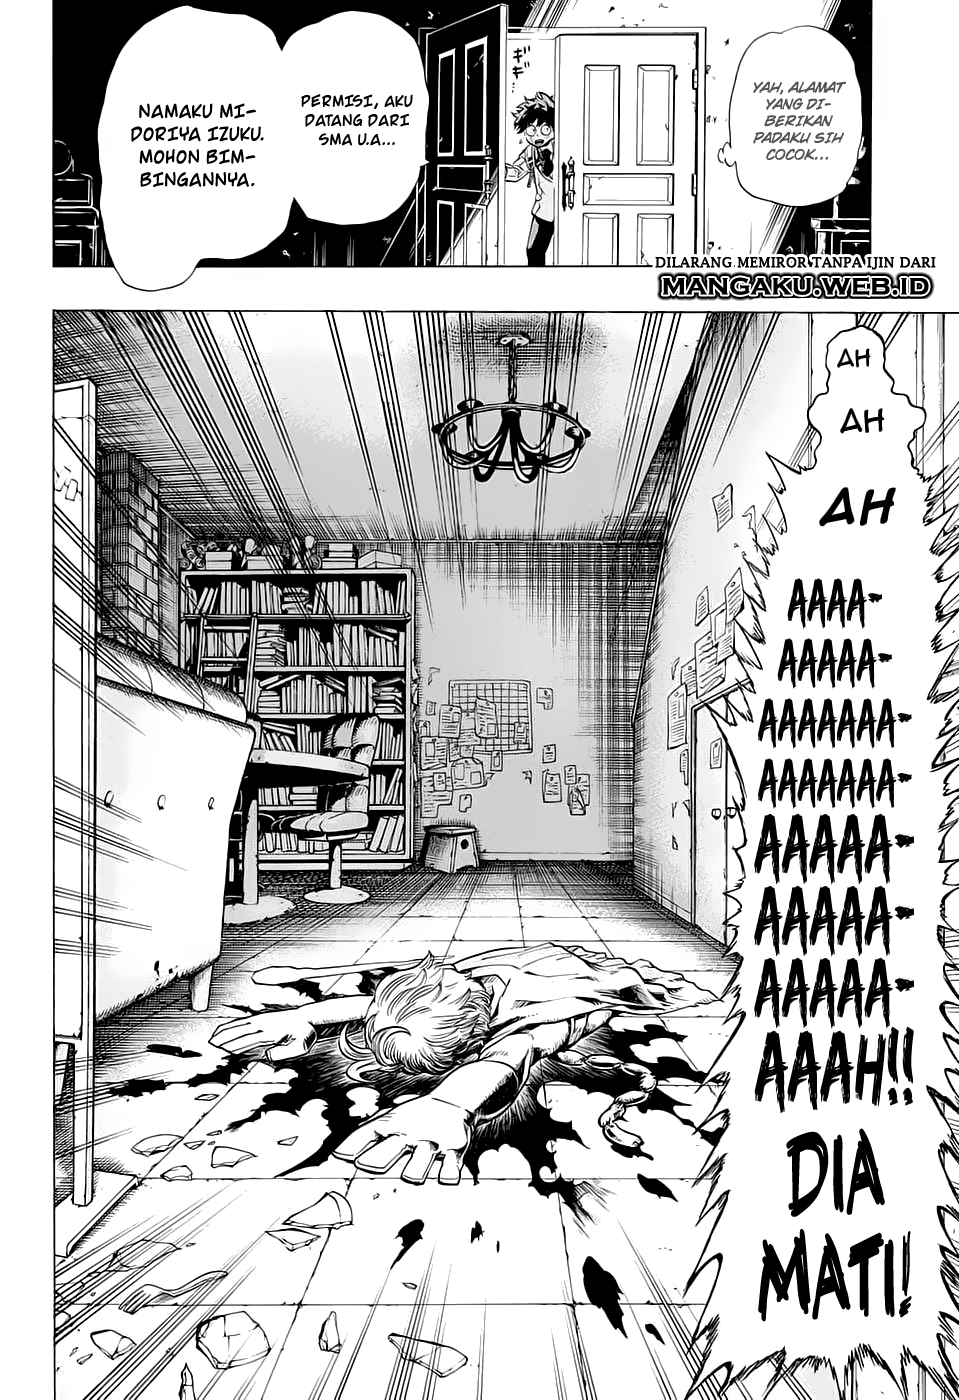 YAH, ALAMAT
YANG DI-
BERIKAN
PADAKU SIH
COCOK...
ギギ...
PERMISI, AKU
DATANG DARI
SMA U.A...
NAMAKU MI-
DORIYA IZUKU.
MOHON BIM-
BINGANNYA.
DILARANG MEMIROR TANPA IJIN DARI
MANGAKU.WEB.ID
AH
AH
AH
AAAA-
AAAAA-
AAAAAAA-
AAAAAAA-
AAAAA-
AAAAA-
AAAAA-
AAAH!!
DIA
MATI!